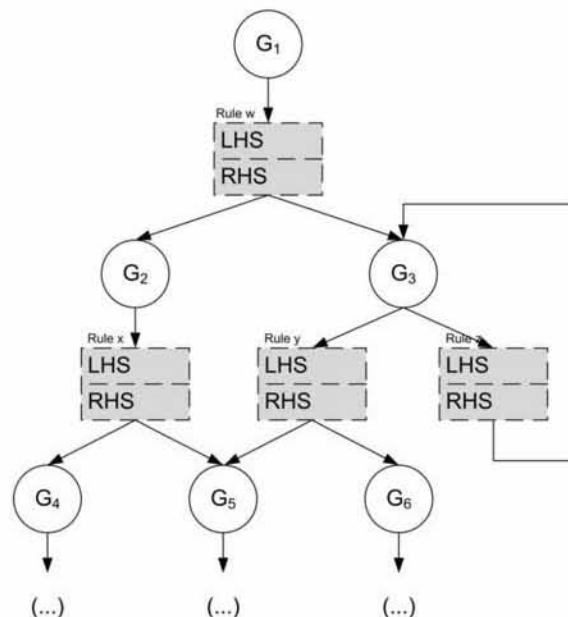 G1
Rule w
LHS
RHS
G2
G3
Rule x
LHS
RHS
Rule y
LHS
RHS
Rule z
LHS
RHS
G4
G5
G6
(...)
(...)
(...)